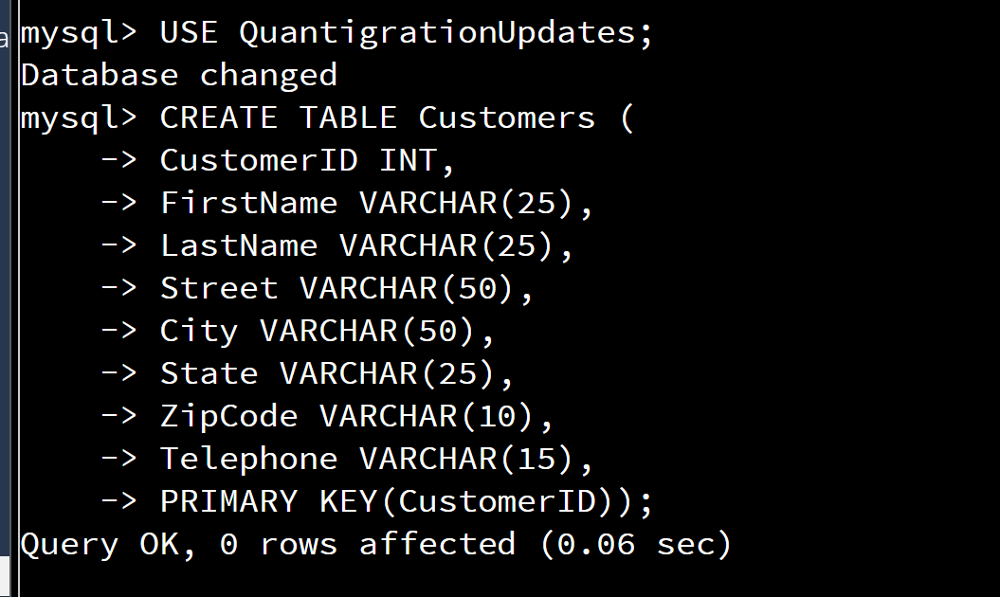 mysql> USE QuantigrationUpdates;
Database changed
mysql> CREATE TABLE Customers (
    -> CustomerID INT,
    -> FirstName VARCHAR(25),
    -> LastName VARCHAR(25),
    -> Street VARCHAR(50),
    -> City VARCHAR(50),
    -> State VARCHAR(25),
    -> ZipCode VARCHAR(10),
    -> Telephone VARCHAR(15),
    -> PRIMARY KEY(CustomerID));
Query OK, 0 rows affected (0.06 sec)